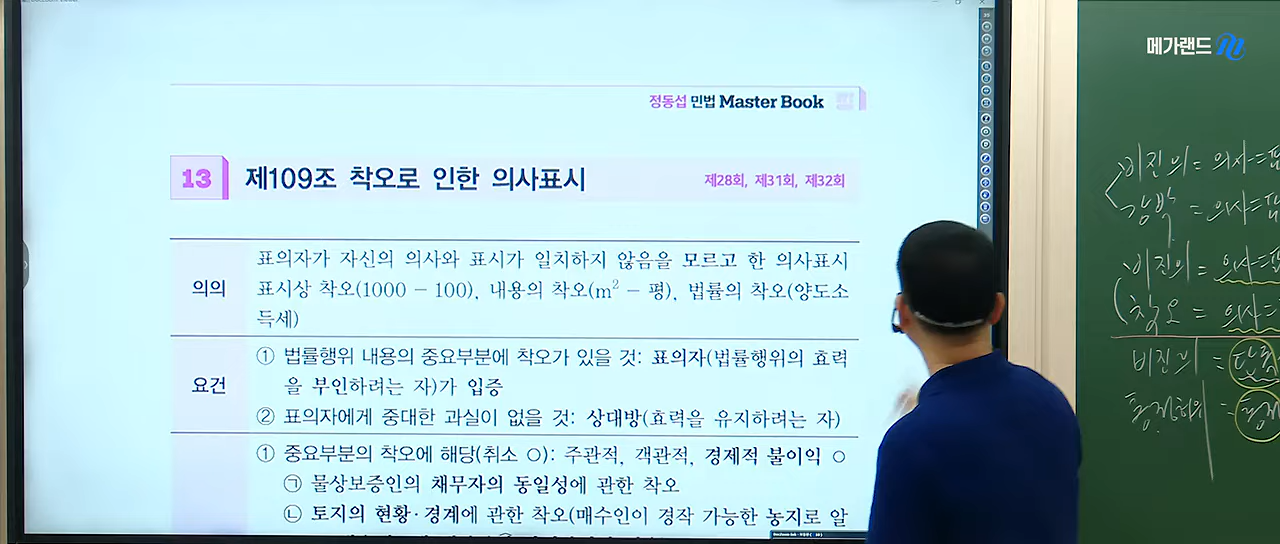 메가랜드
정동섭 민법 Master Book
13 제109조 착오로 인한 의사표시 제28회, 제31회, 제32회
의의
표의자가 자신의 의사와 표시가 일치하지 않음을 모르고 한 의사표시
표시상 착오(1000 - 100), 내용의 착오(m² - 평), 법률의 착오(양도소
득세)
요건
① 법률행위 내용의 중요부분에 착오가 있을 것: 표의자(법률행위의 효력
을 부인하려는 자)가 입증
② 표의자에게 중대한 과실이 없을 것: 상대방(효력을 유지하려는 자)
① 중요부분의 착오에 해당(취소 ○): 주관적, 객관적, 경제적 불이익 ○
㉠ 물상보증인의 채무자의 동일성에 관한 착오
㉡ 토지의 현황·경계에 관한 착오(매수인이 경작 가능한 농지로 알
비진의 = 의사=표
강박 = 의사=표
비진의 = 의사=
착오 = 의사=
비진의 = 단독
통정허위 = 통정